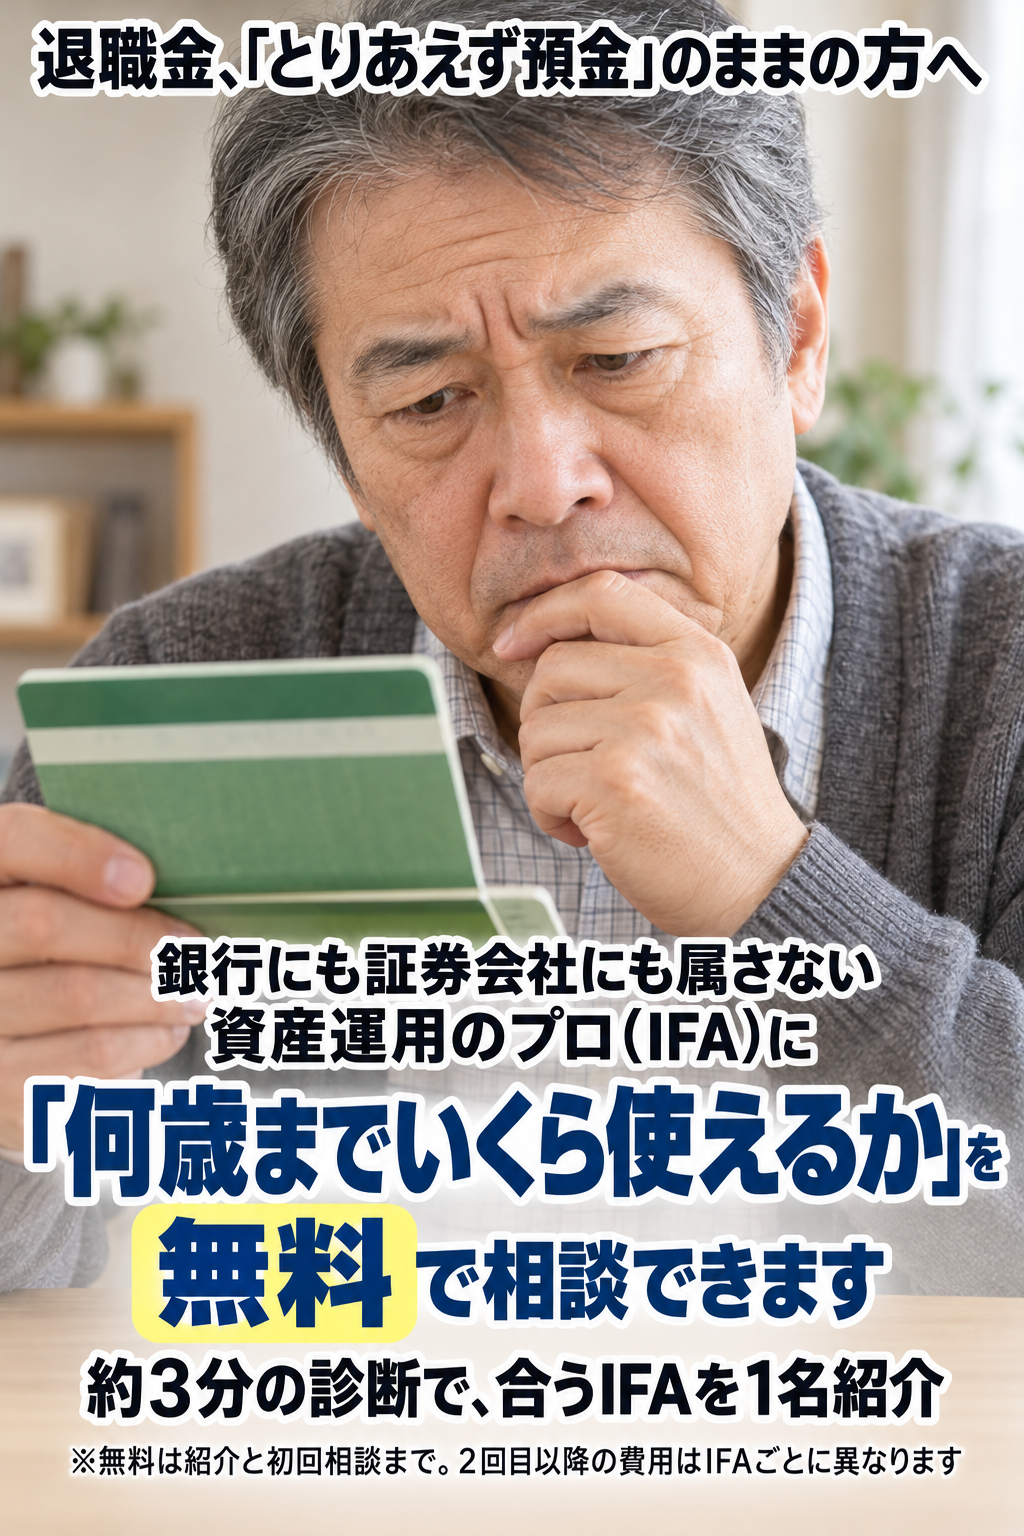 退職金、「とりあえず預金」のままの方へ
銀行にも証券会社にも属さない
資産運用のプロ(IFA)に
「何歳までいくら使えるか」を
無料で相談できます
約3分の診断で、合うIFAを1名紹介
※無料は紹介と初回相談まで。2回目以降の費用はIFAごとに異なります